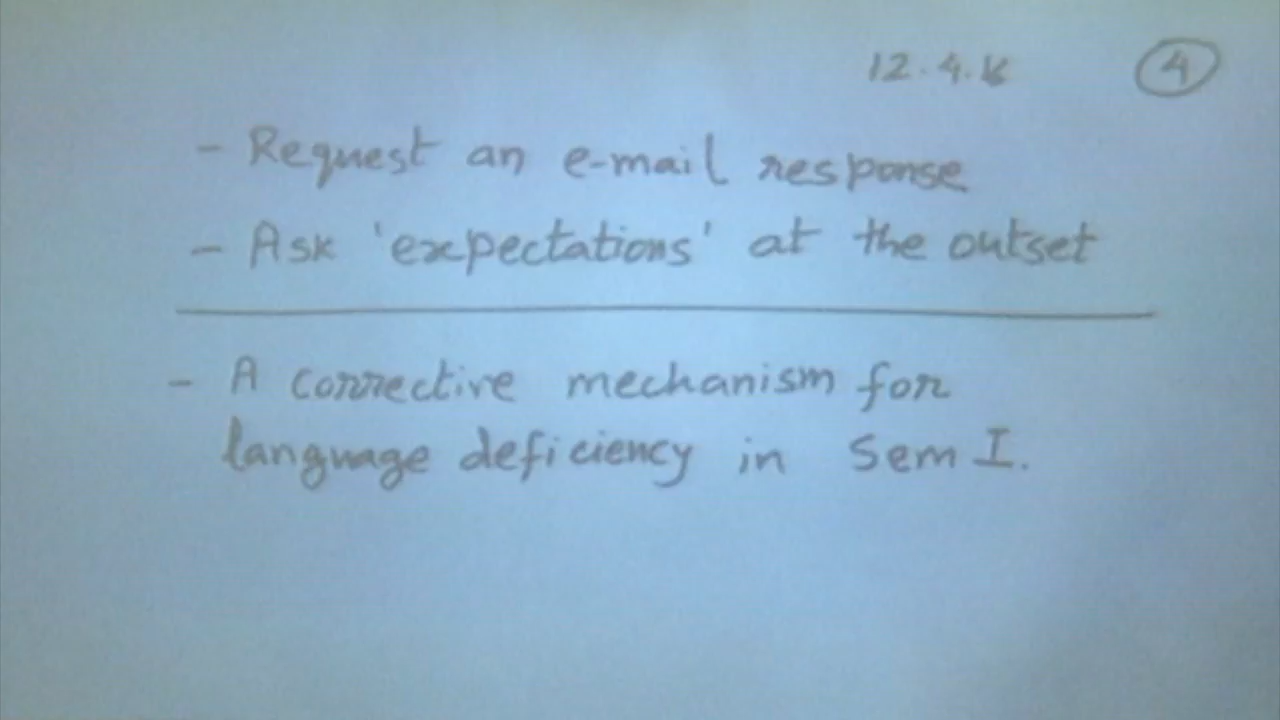 12.4.16 4
- Request an e-mail response
- Ask 'expectations' at the outset
- A corrective mechanism for
language deficiency in Sem I.